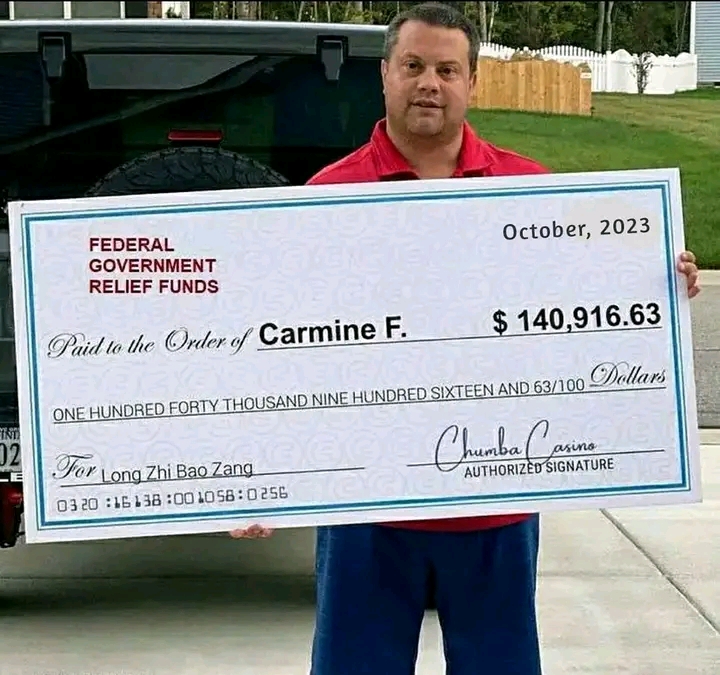 October, 2023
FEDERAL
GOVERNMENT
RELIEF FUNDS
Paid to the Order of Carmine F. $ 140,916.63
ONE HUNDRED FORTY THOUSAND NINE HUNDRED SIXTEEN AND 63/100 Dollars
For Long Zhi Bao Zang
Chumba Casino
AUTHORIZED SIGNATURE
0320 :16138:001058:0256
02